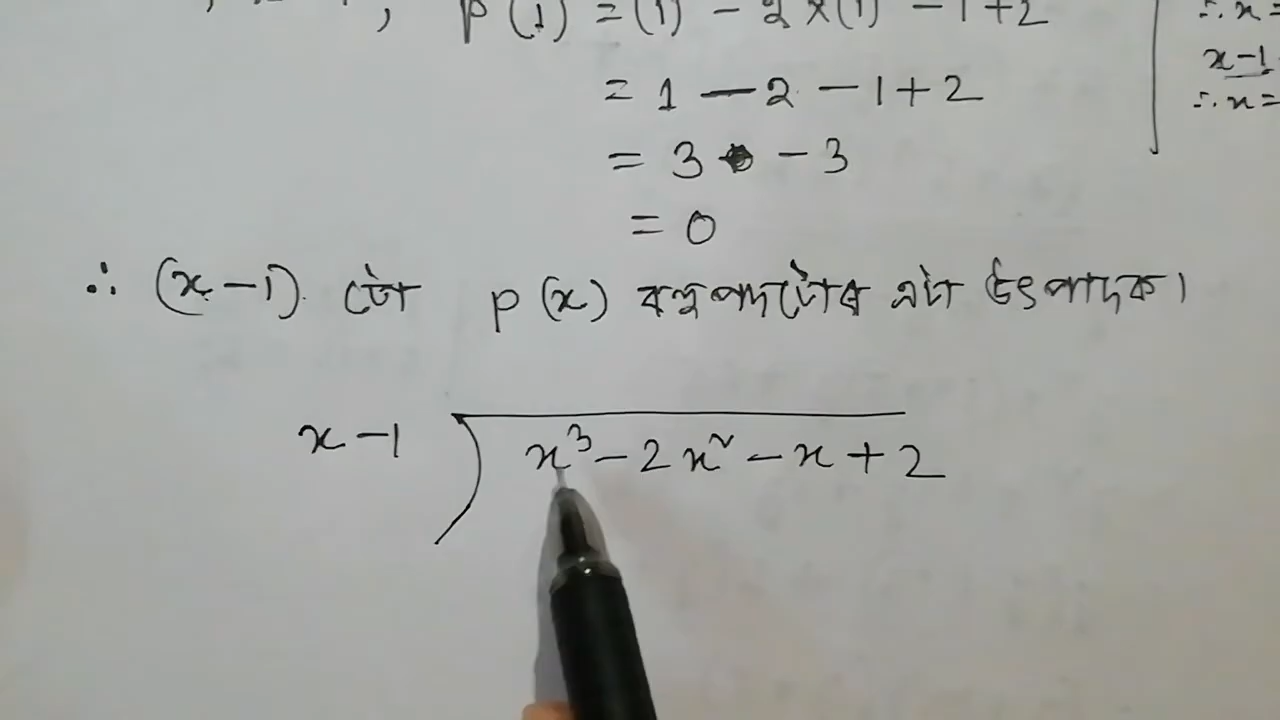 , p(1) = (1) - 2×(1) - 1+2
= 1 - 2 - 1+2
= 3 - 3
= 0
∴ (x-1) টো p(x) বহুপদটোৰ এটা উৎপাদক।
x-1 ) x³-2x²-x+2
∴x=
x-1
∴x=